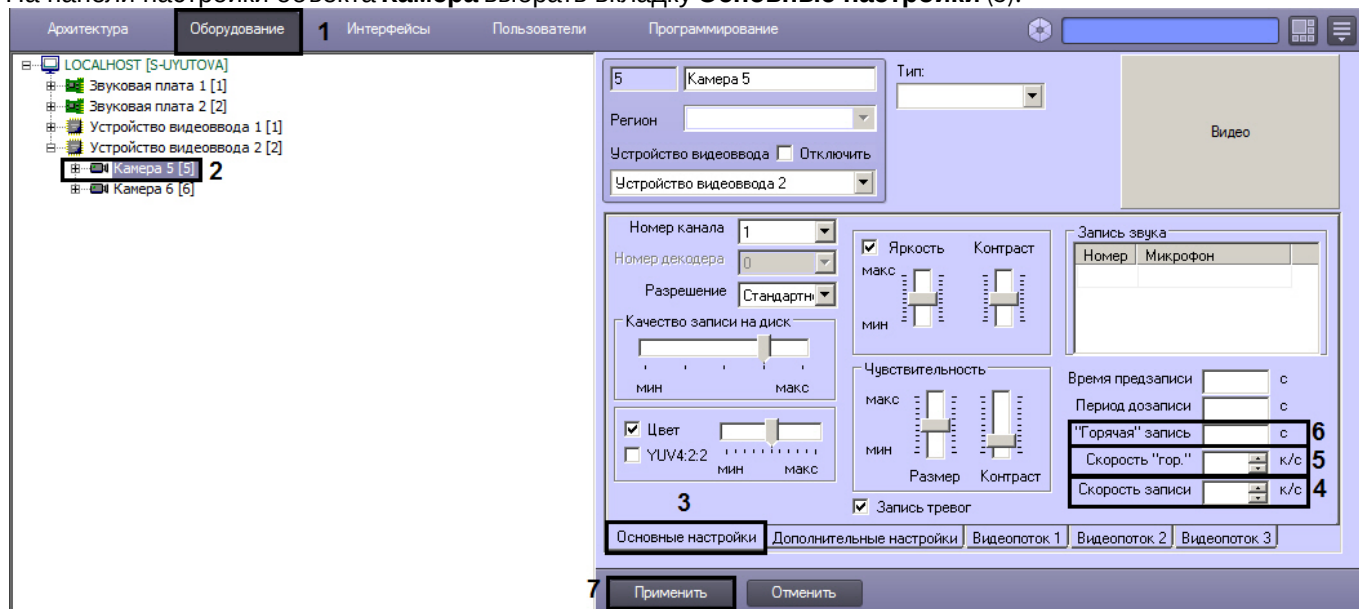 На панели настройки объекта Камера выбрать вкладку Основные настройки (3).
Архитектура Оборудование 1 Интерфейсы Пользователи Программирование
LOCALHOST [S-UYUTOVA]
Звуковая плата 1 [1]
Звуковая плата 2 [2]
Устройство видеоввода 1 [1]
Устройство видеоввода 2 [2]
Камера 5 [5] 2
Камера 6 [6]
5 Камера 5
Тип:
Регион
Устройство видеоввода Отключить
Устройство видеоввода 2
Видео
Номер канала 1
Номер декодера 0
Разрешение Стандартн
Качество записи на диск
мин макс
Цвет
YUV4:2:2
мин макс
3
Яркость Контраст
макс
мин
Чувствительность
макс
мин
Размер Контраст
Запись тревог
Запись звука
Номер Микрофон
Время предзаписи с
Период дозаписи с
"Горячая" запись с 6
Скорость "гор." к/с 5
Скорость записи к/с 4
Основные настройки Дополнительные настройки Видеопоток 1 Видеопоток 2 Видеопоток 3
7 Применить Отменить